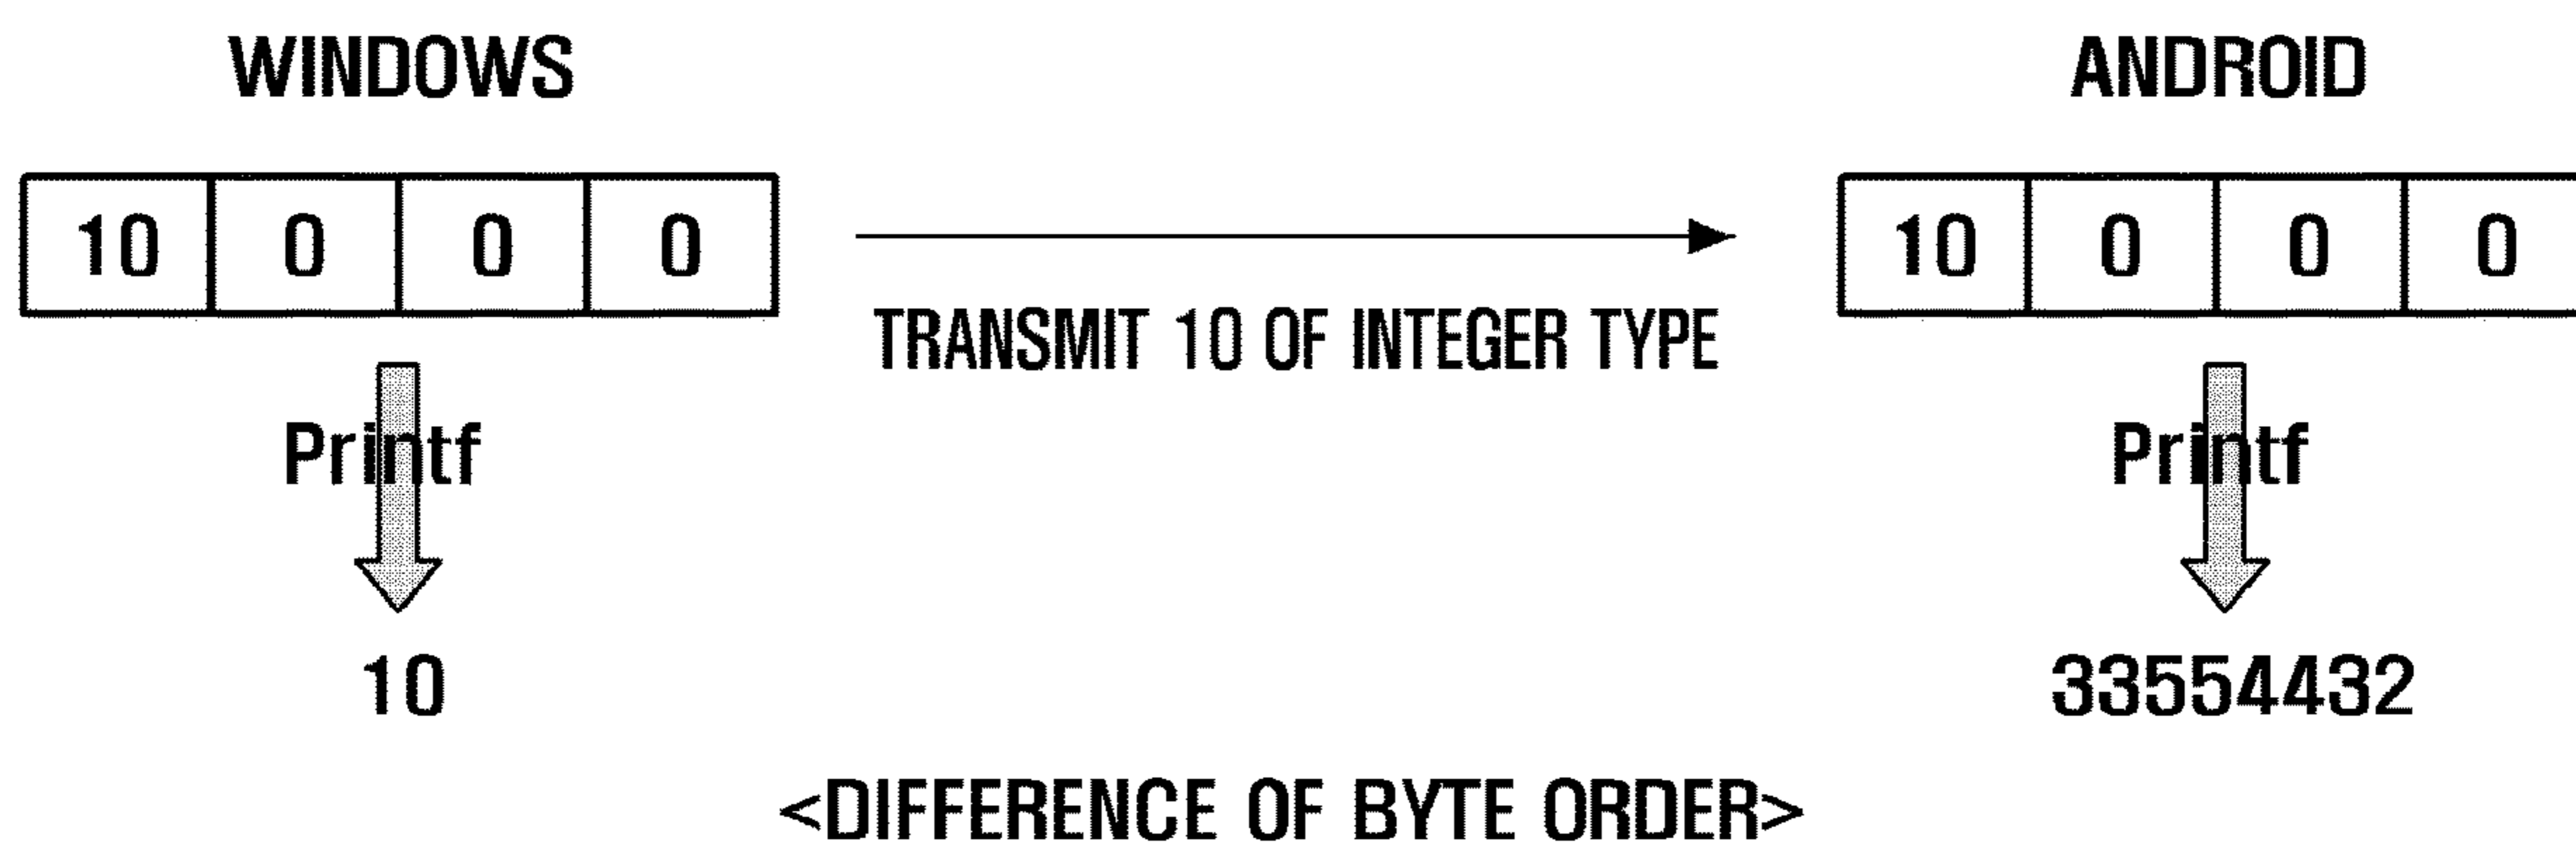 WINDOWS ANDROID
10 0 0 0 10 0 0 0
TRANSMIT 10 OF INTEGER TYPE
Printf Printf
10 33554432
<DIFFERENCE OF BYTE ORDER>